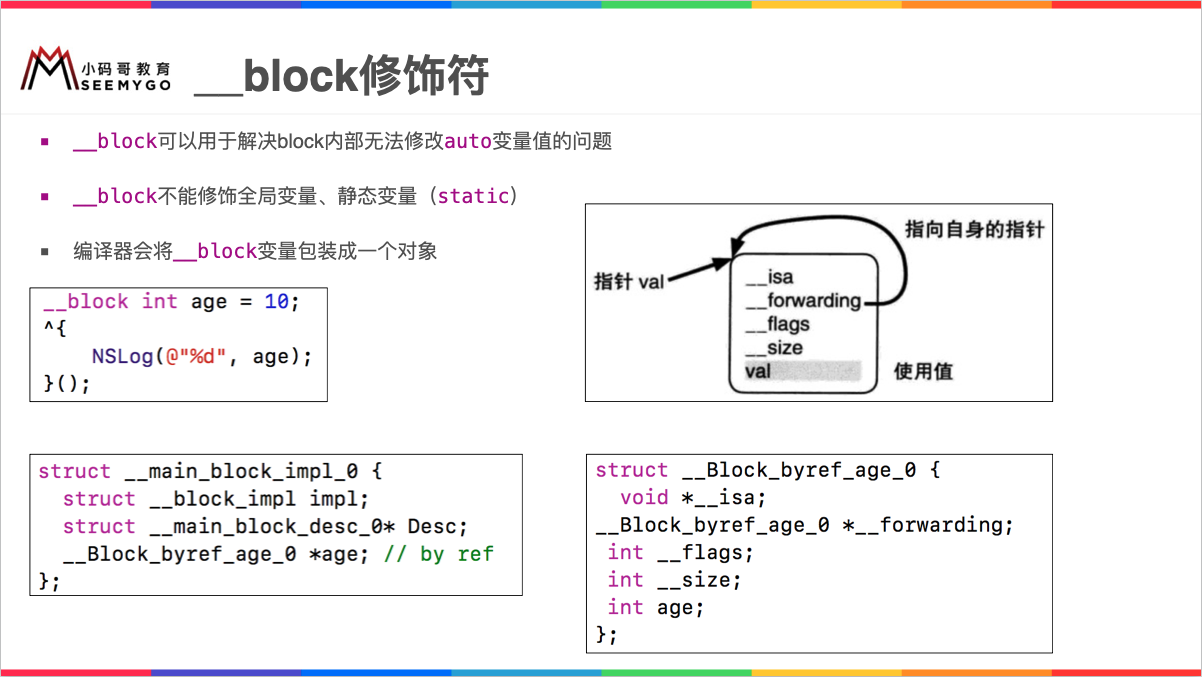 小码哥教育
SEEMYGO
__block修饰符
__block可以用于解决block内部无法修改auto变量值的问题
__block不能修饰全局变量、静态变量（static）
编译器会将__block变量包装成一个对象
__block int age = 10;
^{
NSLog(@"%d", age);
}();
指向自身的指针
指针 val
__isa
__forwarding
__flags
__size
val
使用值
struct __main_block_impl_0 {
struct __block_impl impl;
struct __main_block_desc_0* Desc;
__Block_byref_age_0 *age; // by ref
};
struct __Block_byref_age_0 {
void *__isa;
__Block_byref_age_0 *__forwarding;
int __flags;
int __size;
int age;
};